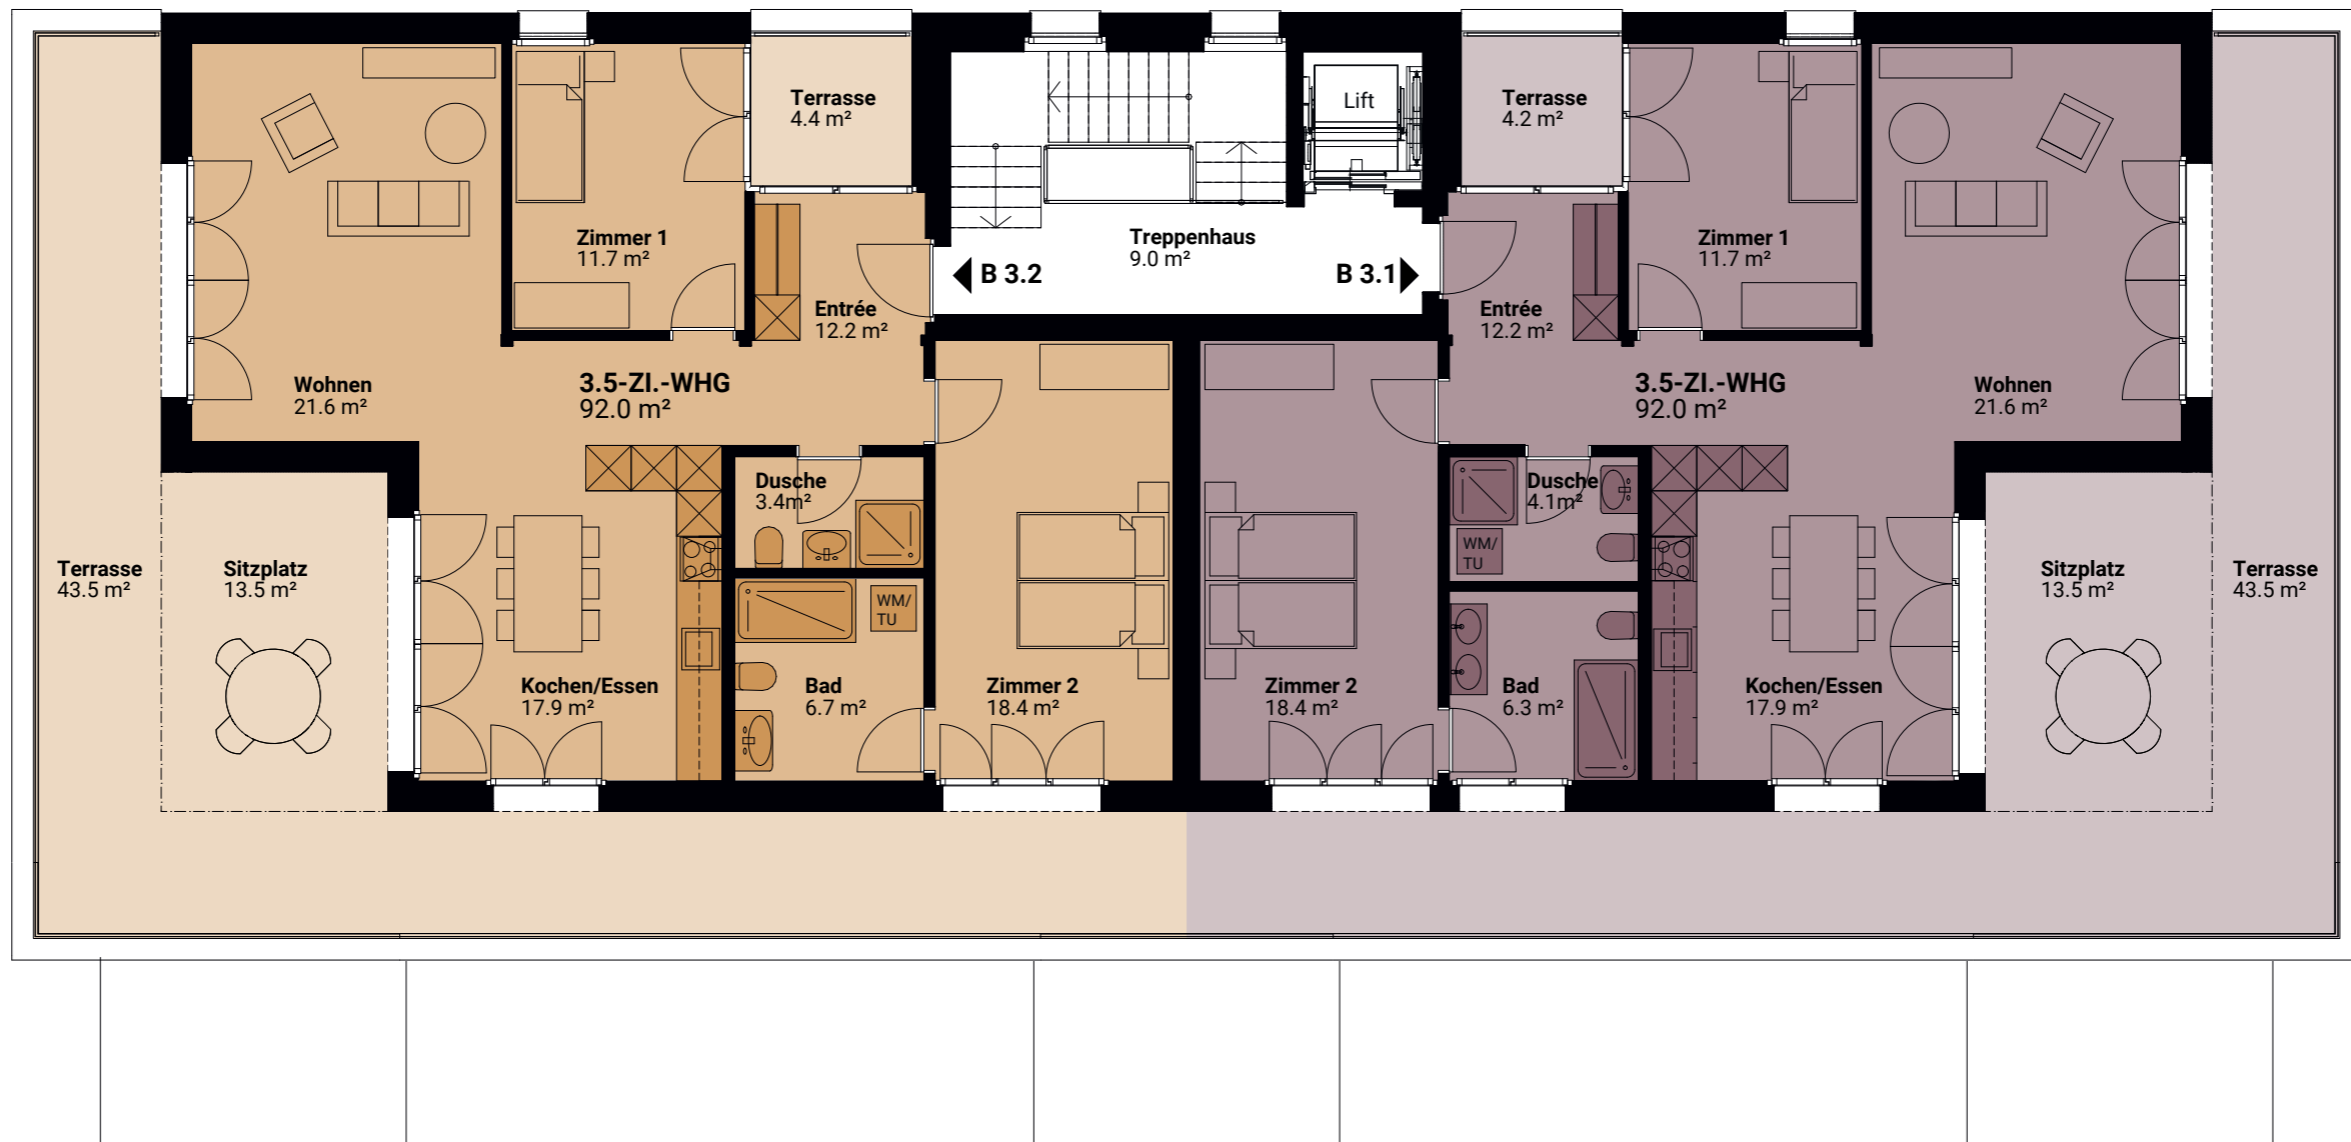 Terrasse
4.4 m²
Lift
Terrasse
4.2 m²
Zimmer 1
11.7 m²
Treppenhaus
9.0 m²
Zimmer 1
11.7 m²
B 3.2
B 3.1
Entrée
12.2 m²
Entrée
12.2 m²
Wohnen
21.6 m²
3.5-ZI.-WHG
92.0 m²
3.5-ZI.-WHG
92.0 m²
Wohnen
21.6 m²
Dusche
3.4m²
Dusche
4.1m²
WM/
TU
Terrasse
43.5 m²
Sitzplatz
13.5 m²
WM/
TU
Sitzplatz
13.5 m²
Terrasse
43.5 m²
Kochen/Essen
17.9 m²
Bad
6.7 m²
Zimmer 2
18.4 m²
Zimmer 2
18.4 m²
Bad
6.3 m²
Kochen/Essen
17.9 m²